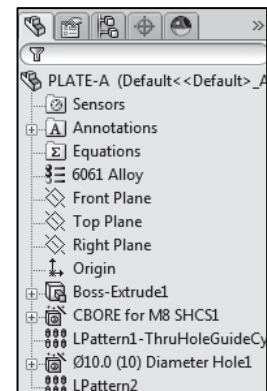 PLATE-A (Default<<Default>_A
Sensors
A Annotations
Σ Equations
6061 Alloy
Front Plane
Top Plane
Right Plane
Origin
Boss-Extrude1
CBORE for M8 SHCS1
LPattern1-ThruHoleGuideCy
Ø10.0 (10) Diameter Hole1
LPattern2